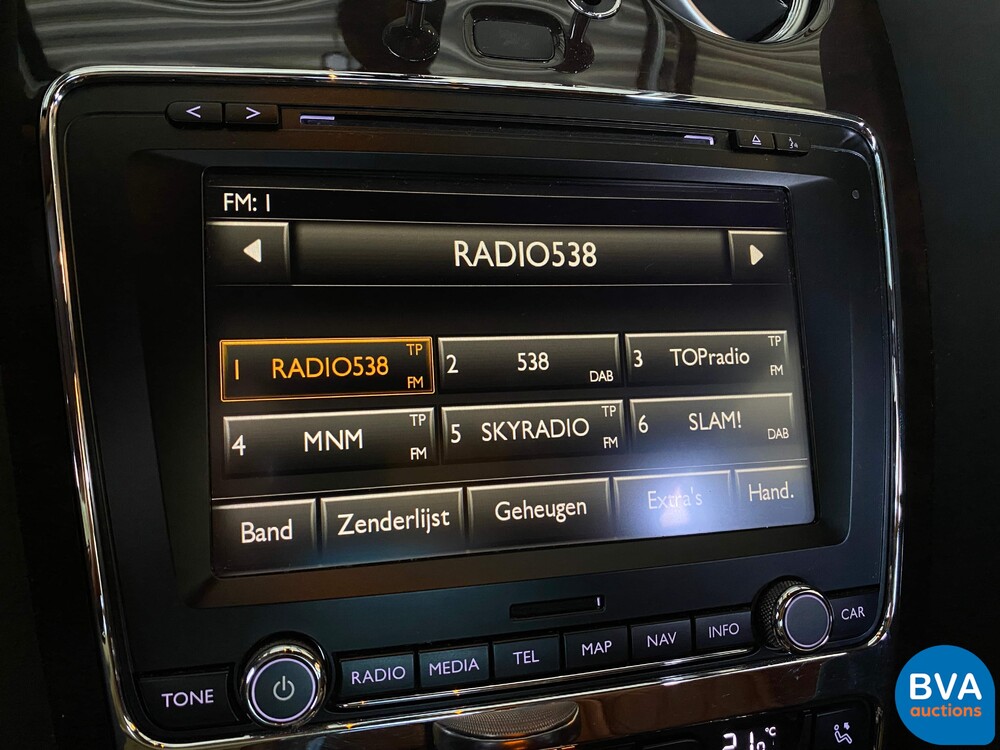 < >
FM: 1
RADIO538
1 RADIO538 TP FM
2 538 DAB
3 TOPradio TP FM
4 MNM TP FM
5 SKYRADIO TP FM
6 SLAM! DAB
Band Zenderlijst Geheugen Extra's Hand.
TONE RADIO MEDIA TEL MAP NAV INFO CAR
BVA
auctions